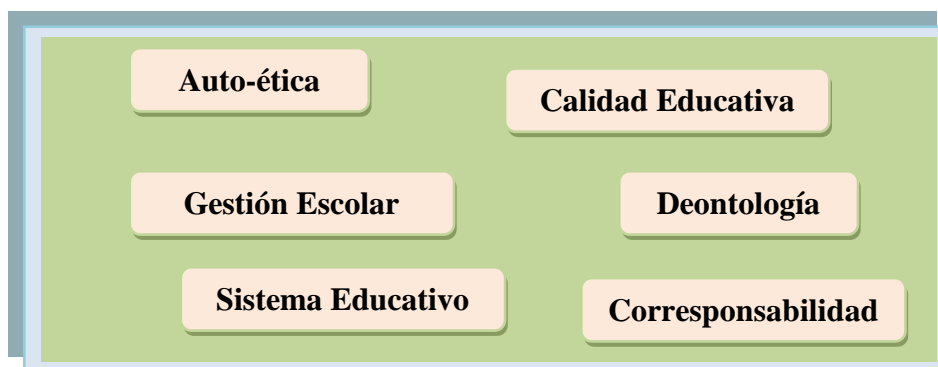 Auto-ética
Calidad Educativa
Gestión Escolar
Deontología
Sistema Educativo
Corresponsabilidad